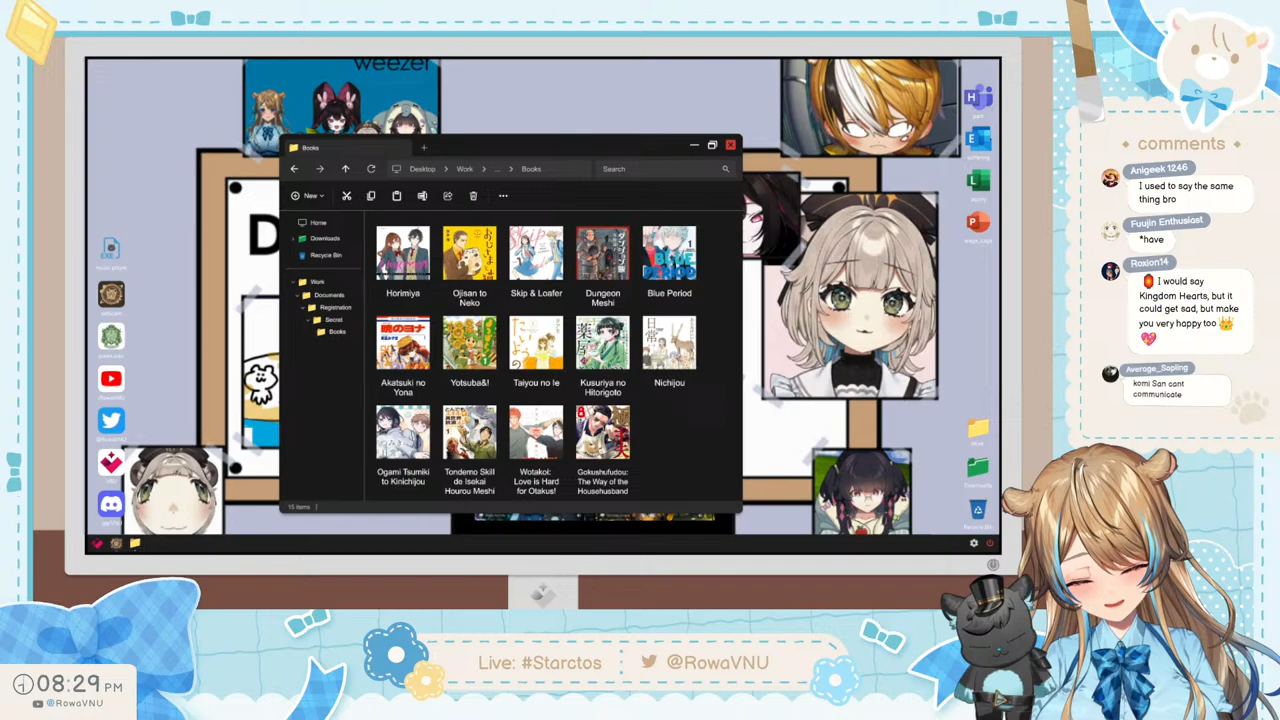 weezer
Books
Desktop
Work
...
Books
Search
New
Home
Downloads
Recycle Bin
Work
Documents
Registration
Secret
Books
Horimiya
Ojisan to
Neko
Skip & Loafer
Dungeon
Meshi
Blue Period
Akatsuki no
Yona
Yotsuba&!
Taiyou no Ie
Kusuriya no
Hitorigoto
Nichijou
Ogami Tsumiki
to Kinichijou
Tondemo Skill
de Isekai
Hourou Meshi
Wotakoi:
Love is Hard
for Otakus!
Gokushufudou:
The Way of the
Househusband
15 items
comments
Anigeek 1246
I used to say the same
thing bro
Fuujin Enthusiast
*have
Roxion14
I would say
Kingdom Hearts, but it
could get sad, but make
you very happy too
Averoge_Sapling
komi San cant
communicate
Live: #Starctos
@RowaVNU
08:29 PM
@RowaVNU